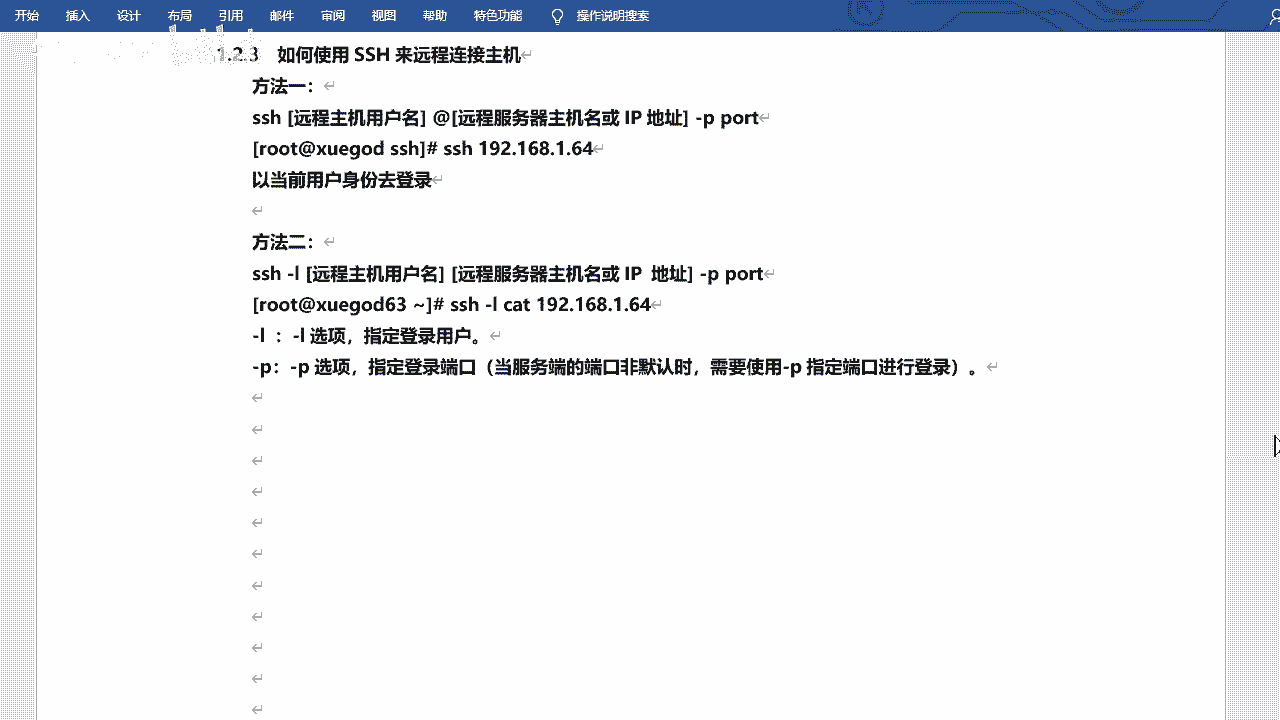 开始 插入 设计 布局 引用 邮件 审阅 视图 帮助 特色功能 操作说明搜索
1.2.3 如何使用 SSH 来远程连接主机
方法一：
ssh [远程主机用户名] @[远程服务器主机名或 IP 地址] -p port
[root@xuegod ssh]# ssh 192.168.1.64
以当前用户身份去登录
方法二：
ssh -l [远程主机用户名] [远程服务器主机名或 IP 地址] -p port
[root@xuegod63 ~]# ssh -l cat 192.168.1.64
-l ：-l 选项，指定登录用户。
-p：-p 选项，指定登录端口（当服务端的端口非默认时，需要使用-p 指定端口进行登录）。